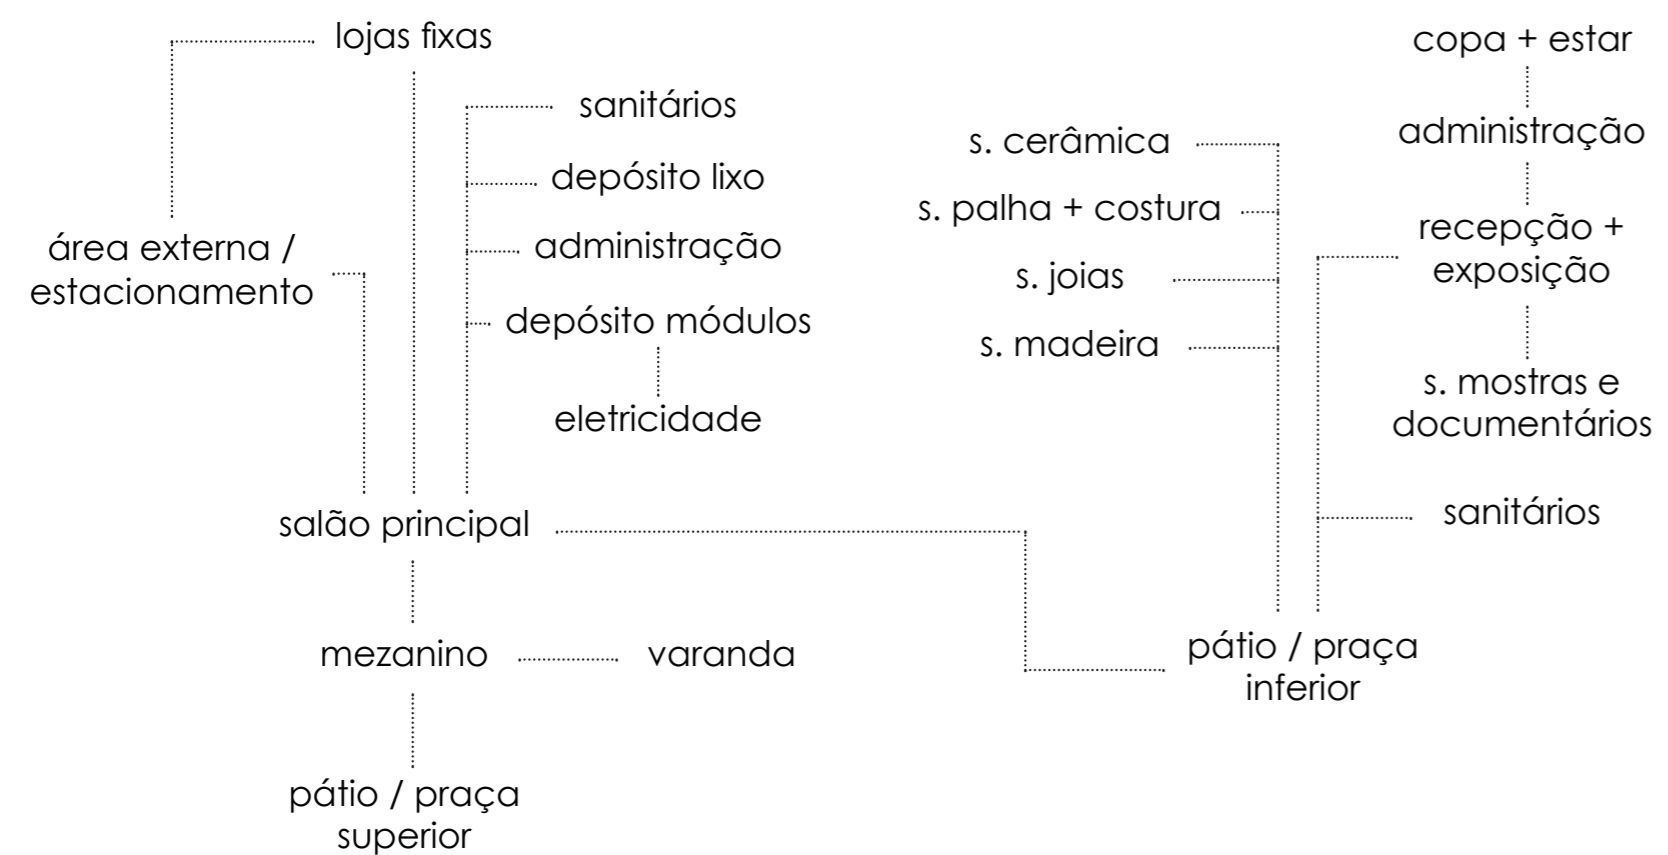 lojas fixas
sanitários
depósito lixo
administração
depósito módulos
eletricidade
área externa /
estacionamento
salão principal
mezanino
varanda
pátio / praça
superior
s. cerâmica
s. palha + costura
s. joias
s. madeira
copa + estar
administração
recepção +
exposição
s. mostras e
documentários
sanitários
pátio / praça
inferior